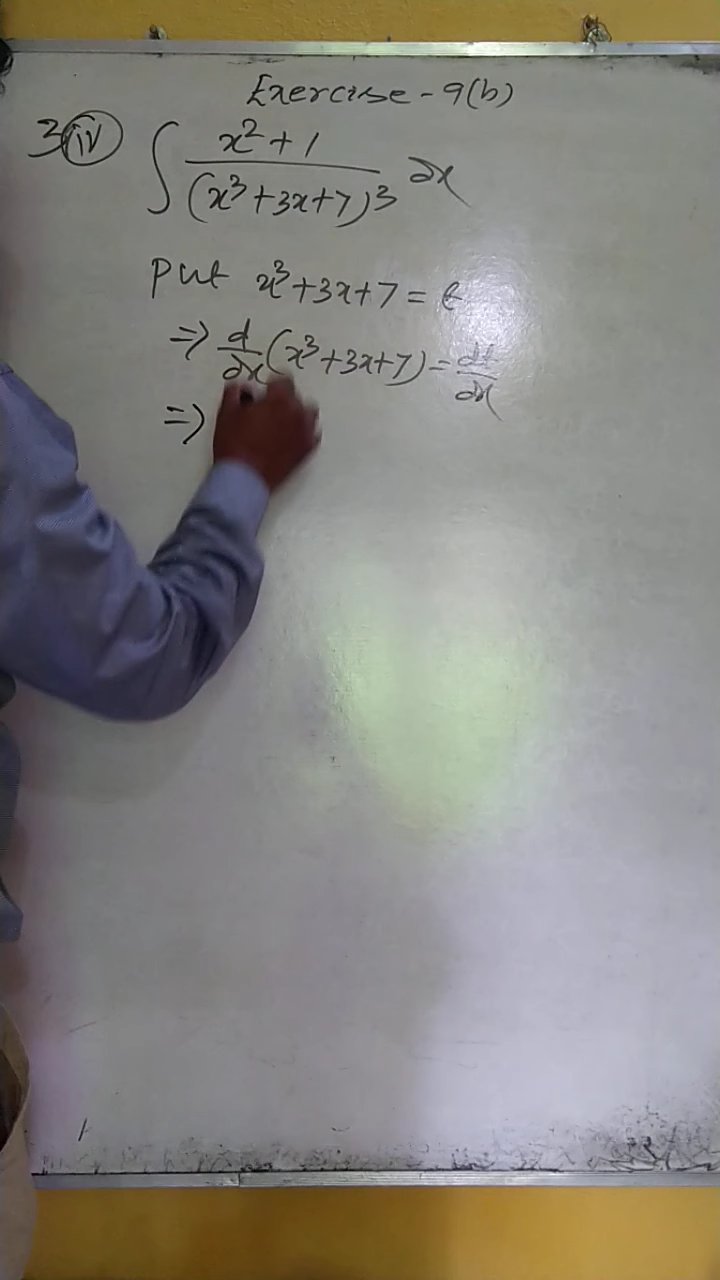 Exercise - 9(b)
3(iv) ∫ x²+1 / (x³+3x+7)³ dx
Put x³+3x+7 = t
⇒ d/dx (x³+3x+7) = dt/dx
⇒